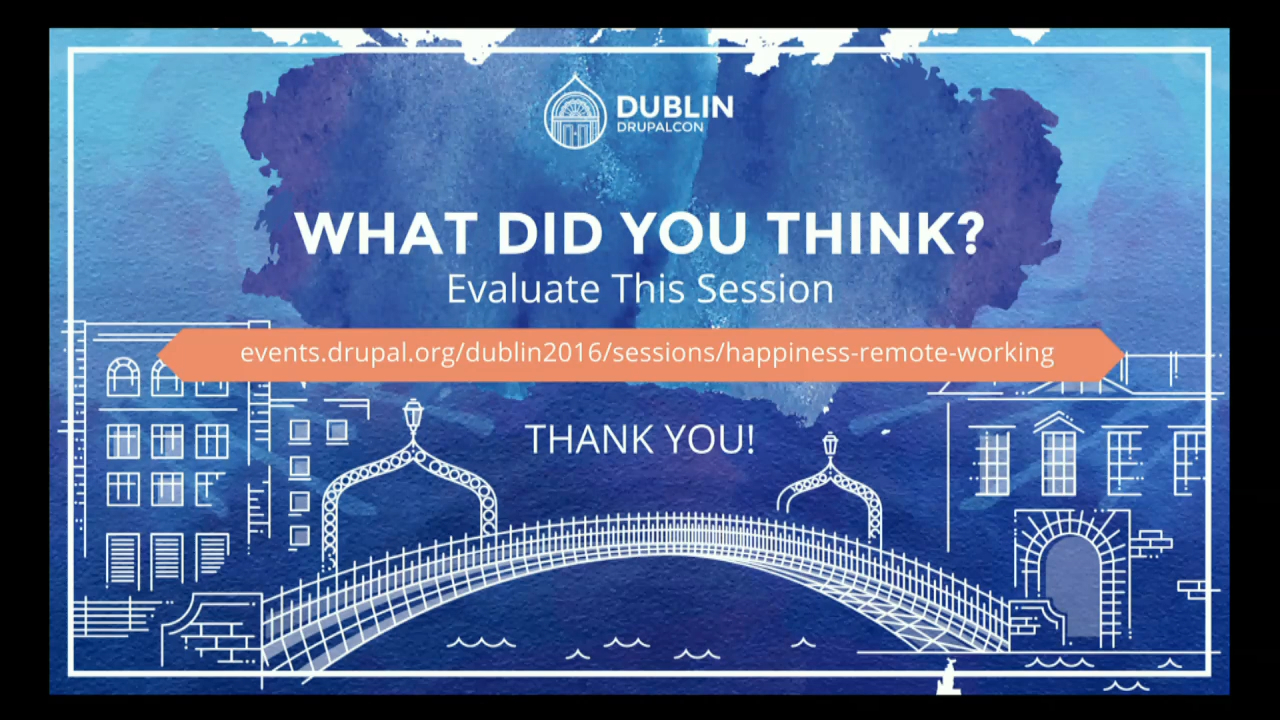 DUBLIN
DRUPALCON
WHAT DID YOU THINK?
Evaluate This Session
events.drupal.org/dublin2016/sessions/happiness-remote-working
THANK YOU!